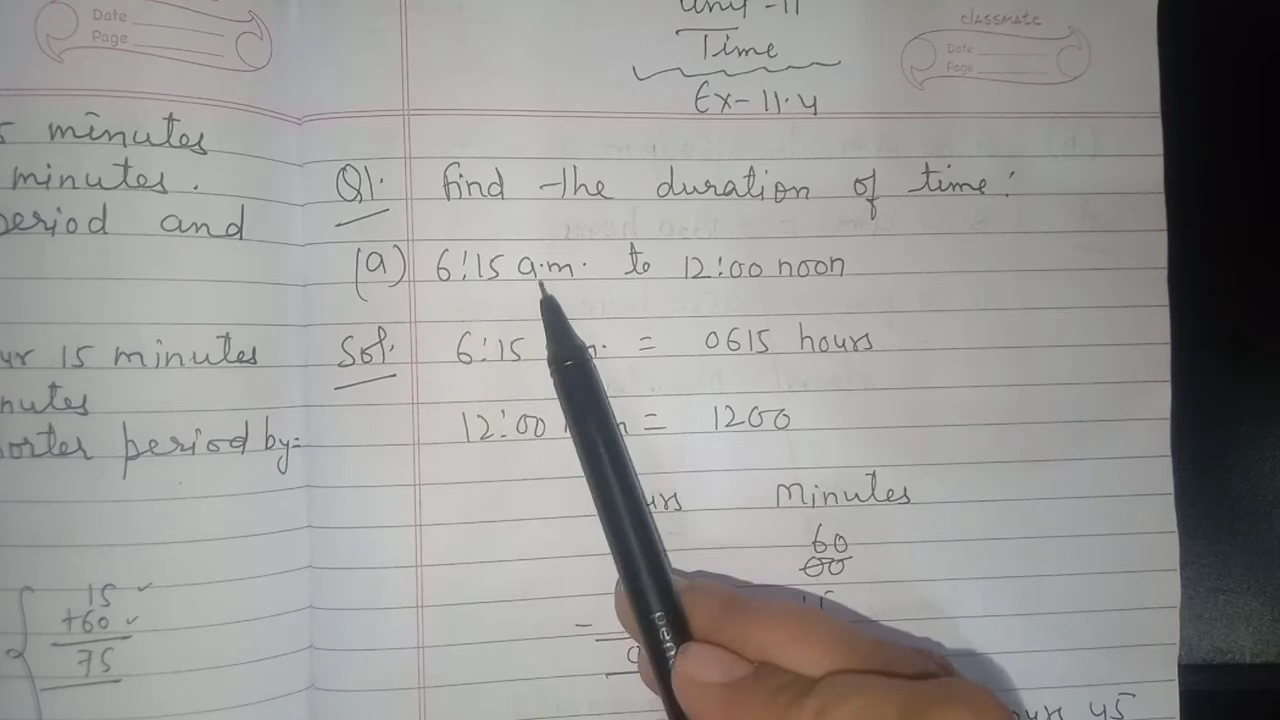 Date
Page
classmate
Date
Page
Unit-11
Time
Ex-11.4
minutes
minutes.
period and
15 minutes
period by:-
15
+60
75
Q1. find the duration of time:
(a) 6:15 a.m. to 12:00 noon
Sol. 6:15 = 0615 hours
12:00 = 1200
Minutes
60
00
-
45